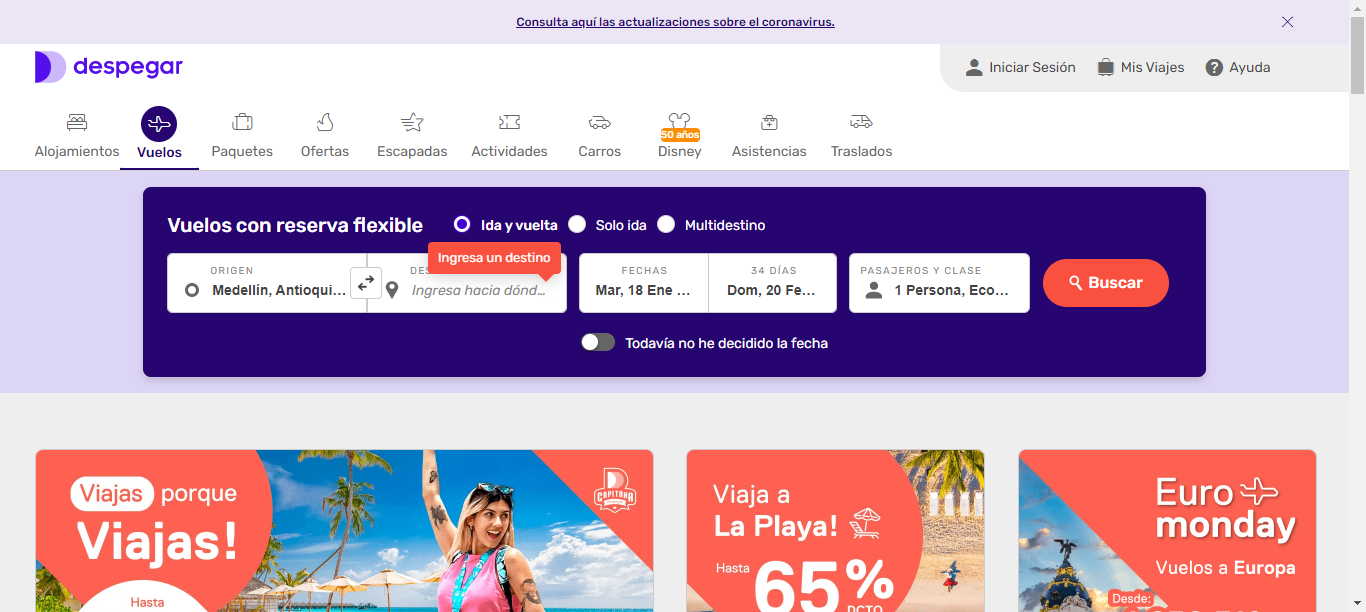 Consulta aquí las actualizaciones sobre el coronavirus.
despegar
Iniciar Sesión
Mis Viajes
Ayuda
Alojamientos
Vuelos
Paquetes
Ofertas
Escapadas
Actividades
Carros
50 años
Disney
Asistencias
Traslados
Vuelos con reserva flexible
Ida y vuelta
Solo ida
Multidestino
Ingresa un destino
ORIGEN
Medellín, Antioqui...
Ingresa hacia dónd...
FECHAS
Mar, 18 Ene ...
34 DÍAS
Dom, 20 Fe...
PASAJEROS Y CLASE
1 Persona, Eco...
Buscar
Todavía no he decidido la fecha
Viajas porque
Viajas!
Hasta
CAPITANA
Viaja a
La Playa!
Hasta
65%
DCTO
Euro
monday
Vuelos a Europa
Desde: